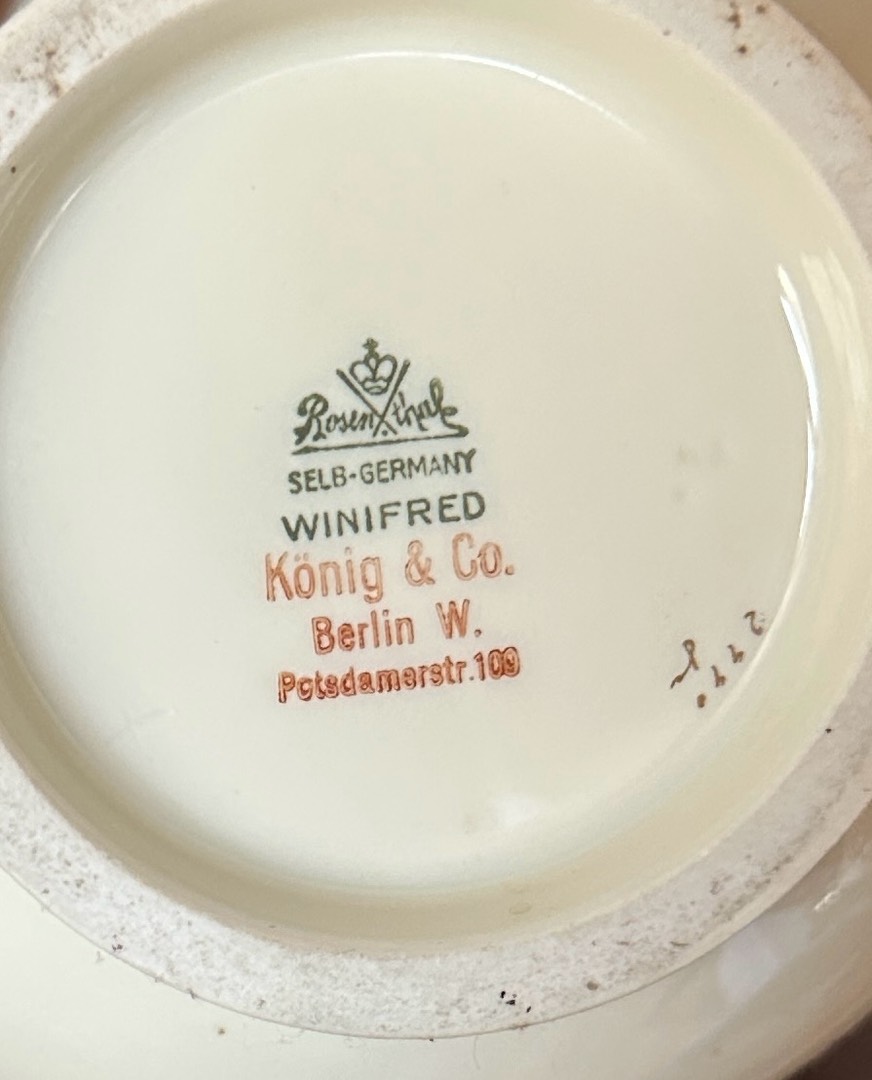 Rosenthal
SELB-GERMANY
WINIFRED
König & Co.
Berlin W.
Potsdamerstr.109